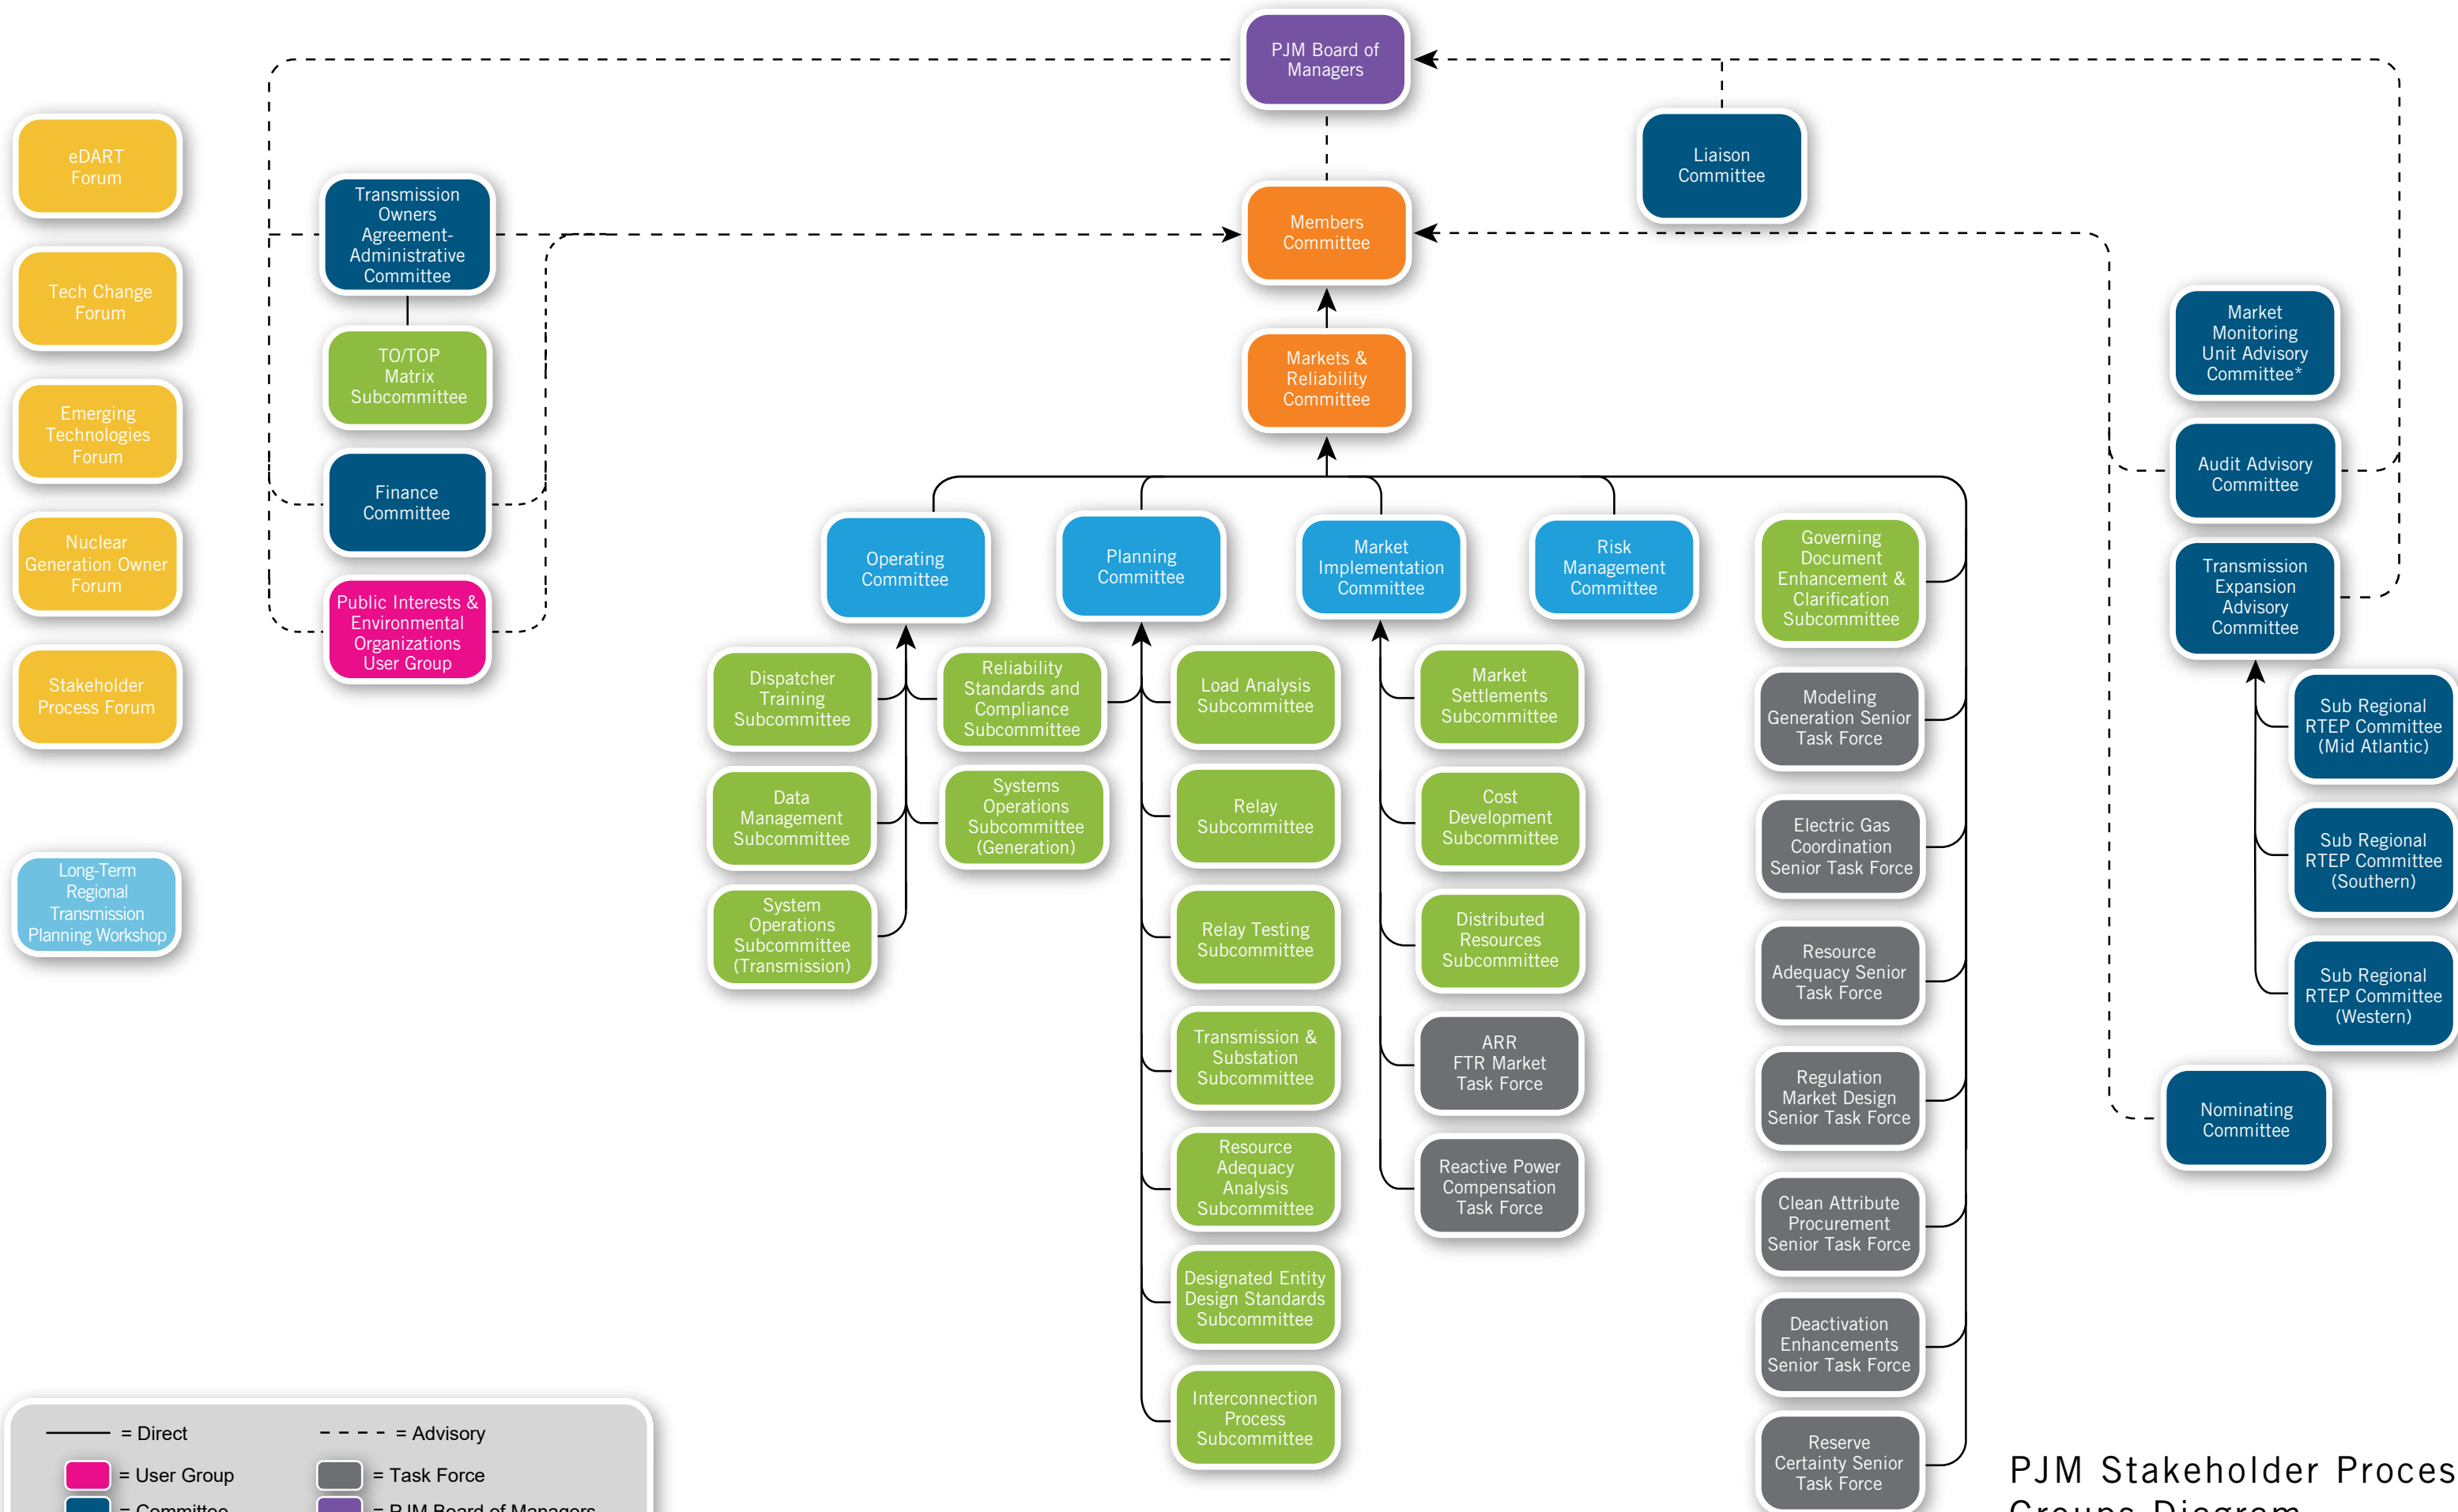 PJM Board of
Managers
eDART
Forum
Tech Change
Forum
Emerging
Technologies
Forum
Nuclear
Generation Owner
Forum
Stakeholder
Process Forum
Long-Term
Regional
Transmission
Planning Workshop
Transmission
Owners
Agreement-
Administrative
Committee
TO/TOP
Matrix
Subcommittee
Finance
Committee
Public Interests &
Environmental
Organizations
User Group
Liaison
Committee
Members
Committee
Markets &
Reliability
Committee
Operating
Committee
Planning
Committee
Market
Implementation
Committee
Risk
Management
Committee
Dispatcher
Training
Subcommittee
Data
Management
Subcommittee
System
Operations
Subcommittee
(Transmission)
Reliability
Standards and
Compliance
Subcommittee
Systems
Operations
Subcommittee
(Generation)
Load Analysis
Subcommittee
Relay
Subcommittee
Relay Testing
Subcommittee
Transmission &
Substation
Subcommittee
Resource
Adequacy
Analysis
Subcommittee
Designated Entity
Design Standards
Subcommittee
Interconnection
Process
Subcommittee
Market
Settlements
Subcommittee
Cost
Development
Subcommittee
Distributed
Resources
Subcommittee
ARR
FTR Market
Task Force
Reactive Power
Compensation
Task Force
Governing
Document
Enhancement &
Clarification
Subcommittee
Modeling
Generation Senior
Task Force
Electric Gas
Coordination
Senior Task Force
Resource
Adequacy Senior
Task Force
Regulation
Market Design
Senior Task Force
Clean Attribute
Procurement
Senior Task Force
Deactivation
Enhancements
Senior Task Force
Reserve
Certainty Senior
Task Force
Market
Monitoring
Unit Advisory
Committee*
Audit Advisory
Committee
Transmission
Expansion
Advisory
Committee
Sub Regional
RTEP Committee
(Mid Atlantic)
Sub Regional
RTEP Committee
(Southern)
Sub Regional
RTEP Committee
(Western)
Nominating
Committee
= Direct
= Advisory
= User Group
= Task Force
= Committee
= PJM Board of Managers
PJM Stakeholder Proces
Groups Diagram